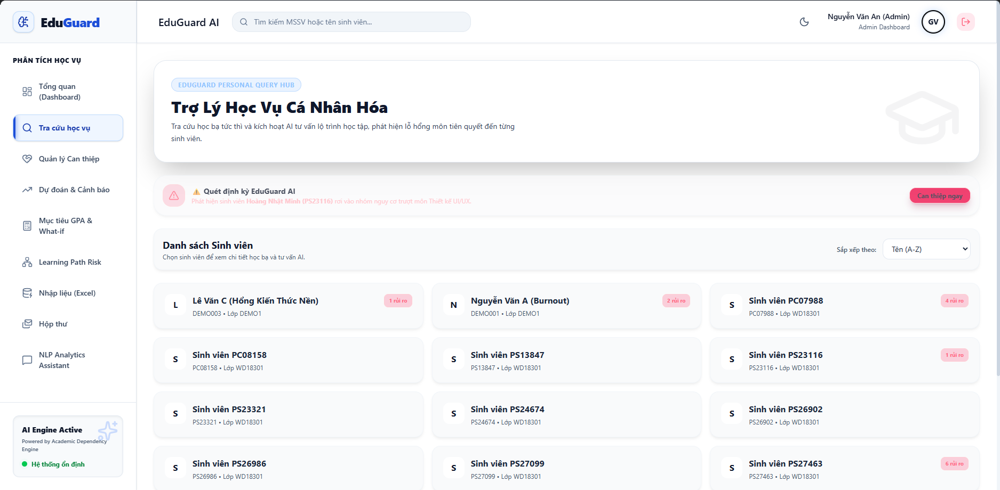 EduGuard
EduGuard AI
Tìm kiếm MSSV hoặc tên sinh viên...
Nguyễn Văn An (Admin)
Admin Dashboard
GV
PHÂN TÍCH HỌC VỤ
Tổng quan
(Dashboard)
Tra cứu học vụ
Quản lý Can thiệp
Dự đoán & Cảnh báo
Mục tiêu GPA &
What-if
Learning Path Risk
Nhập liệu (Excel)
Hộp thư
NLP Analytics
Assistant
AI Engine Active
Powered by Academic Dependency
Engine
Hệ thống ổn định
EDUGUARD PERSONAL QUERY HUB
Trợ Lý Học Vụ Cá Nhân Hóa
Tra cứu học bạ tức thì và kích hoạt AI tư vấn lộ trình học tập, phát hiện lỗ hổng môn tiên quyết đến từng
sinh viên.
⚠️ Quét định kỳ EduGuard AI
Phát hiện sinh viên Hoàng Nhật Minh (PS23116) rơi vào nhóm nguy cơ trượt môn Thiết kế UI/UX.
Can thiệp ngay
Danh sách Sinh viên
Chọn sinh viên để xem chi tiết học bạ và tư vấn AI.
Sắp xếp theo:
Tên (A-Z)
L
Lê Văn C (Hổng Kiến Thức Nền)
DEMO003 • Lớp DEMO1
1 rủi ro
N
Nguyễn Văn A (Burnout)
DEMO001 • Lớp DEMO1
2 rủi ro
S
Sinh viên PC07988
PC07988 • Lớp WD18301
4 rủi ro
S
Sinh viên PC08158
PC08158 • Lớp WD18301
S
Sinh viên PS13847
PS13847 • Lớp WD18301
S
Sinh viên PS23116
PS23116 • Lớp WD18301
1 rủi ro
S
Sinh viên PS23321
PS23321 • Lớp WD18301
S
Sinh viên PS24674
PS24674 • Lớp WD18301
S
Sinh viên PS26902
PS26902 • Lớp WD18301
S
Sinh viên PS26986
PS26986 • Lớp WD18301
S
Sinh viên PS27099
PS27099 • Lớp WD18301
S
Sinh viên PS27463
PS27463 • Lớp WD18301
6 rủi ro